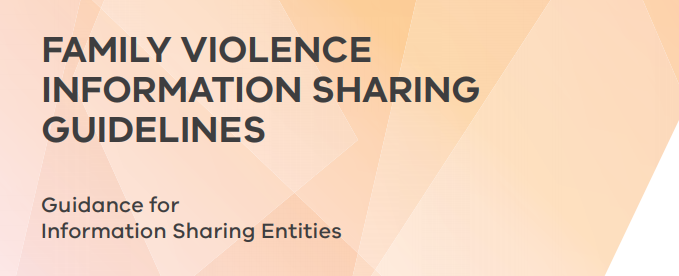 FAMILY VIOLENCE
INFORMATION SHARING
GUIDELINES
Guidance for
Information Sharing Entities